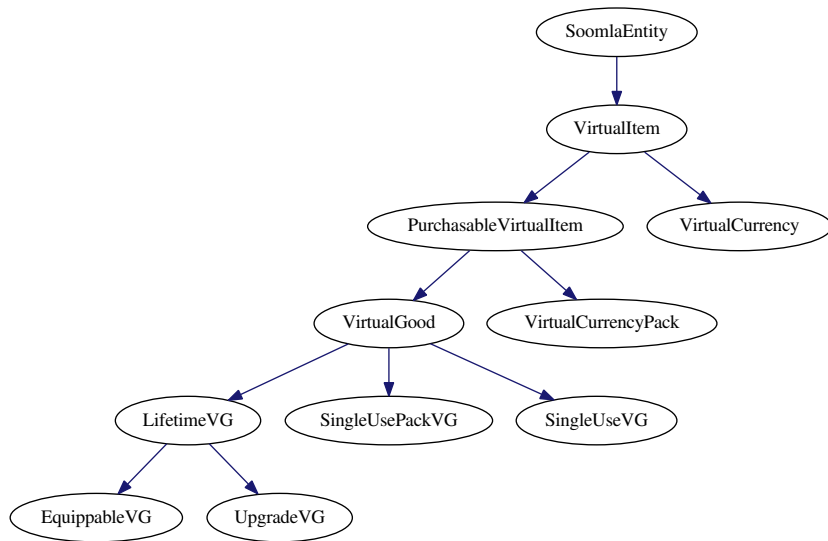 SoomlaEntity
VirtualItem
PurchasableVirtualItem
VirtualCurrency
VirtualGood
VirtualCurrencyPack
LifetimeVG
SingleUsePackVG
SingleUseVG
EquippableVG
UpgradeVG